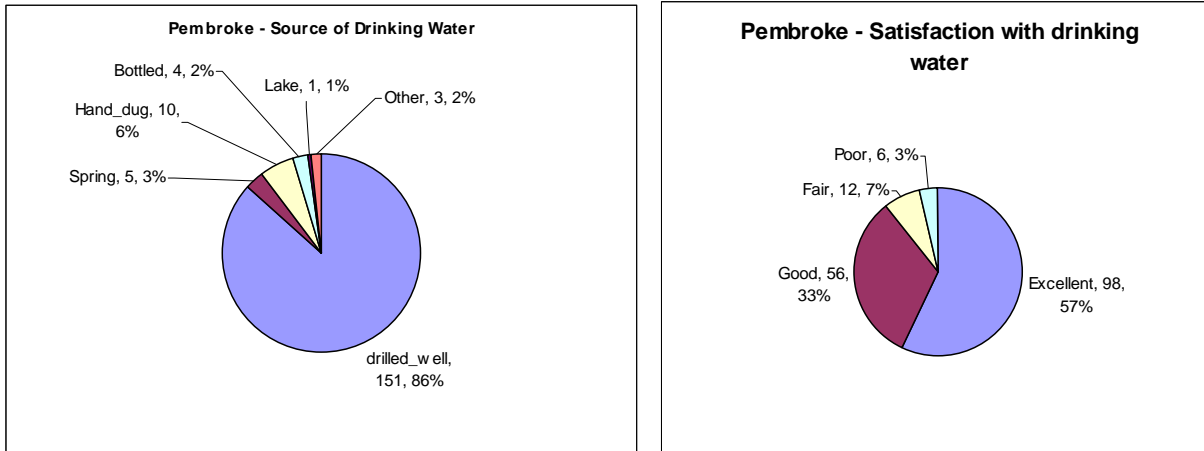 Pembroke - Source of Drinking Water
Bottled, 4, 2%
Lake, 1, 1%
Other, 3, 2%
Hand_dug, 10,
6%
Spring, 5, 3%
drilled_well,
151, 86%
Pembroke - Satisfaction with drinking
water
Poor, 6, 3%
Fair, 12, 7%
Good, 56,
33%
Excellent, 98,
57%